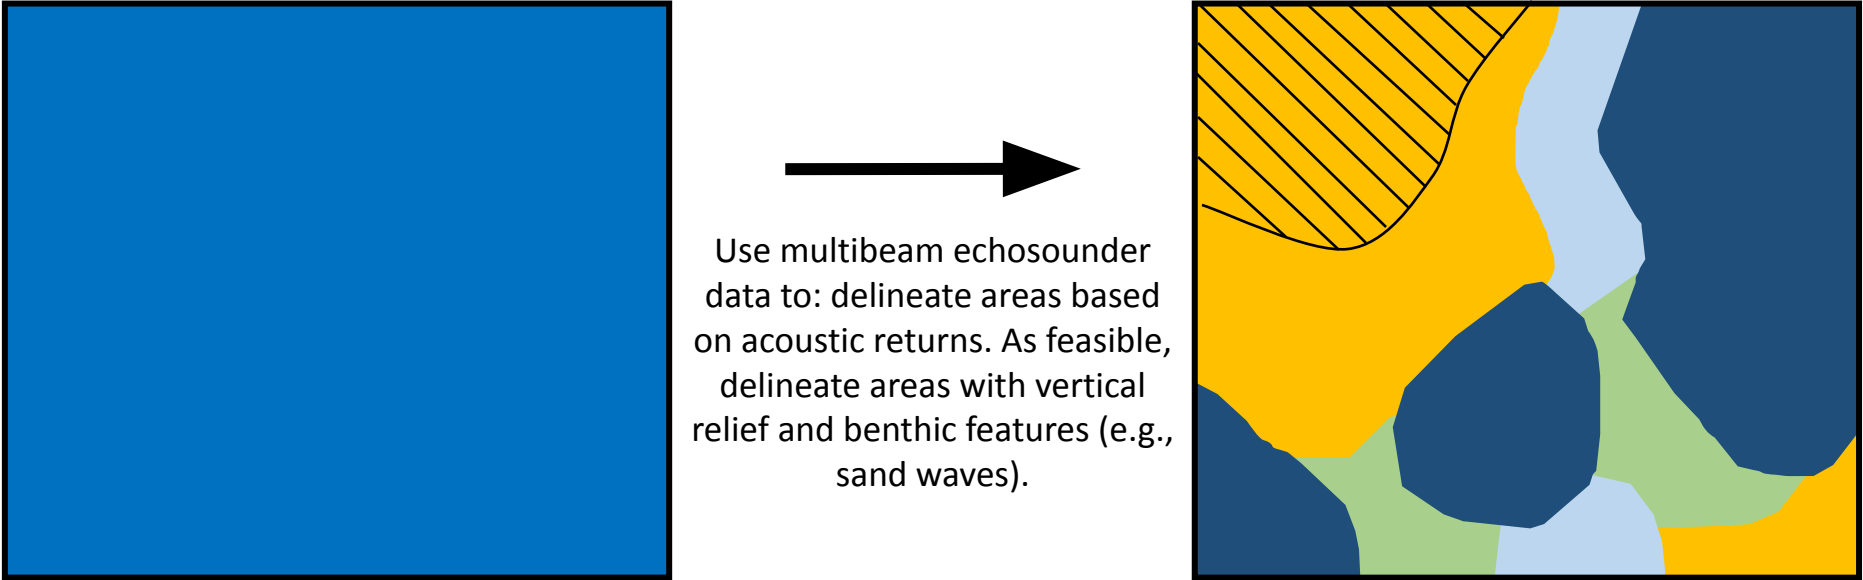 Use multibeam echosounder
data to: delineate areas based
on acoustic returns. As feasible,
delineate areas with vertical
relief and benthic features (e.g.,
sand waves).